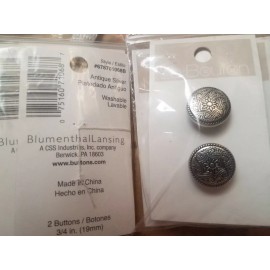 Style / Estilo
Antique Silver
Plateado Antiguo
Washable
Lavable
Blu
BlumenthalLansing
A CSS Industries, Inc. company
Berwick, PA 18603
www.buttons.com
Made in China
Hecho en China
2 Buttons / Botones
3/4 in. (19mm)